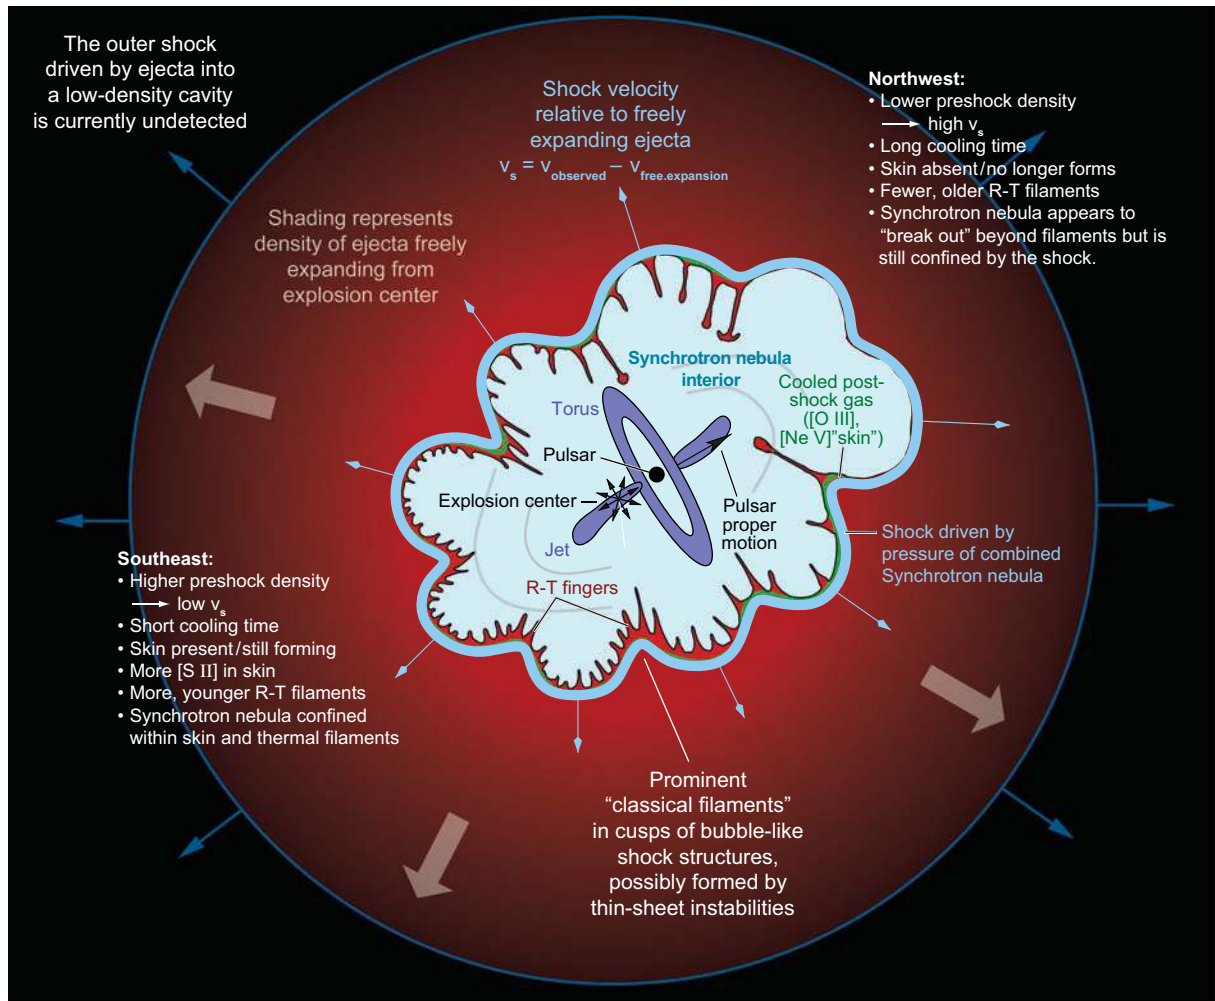 The outer shock
driven by ejecta into
a low-density cavity
is currently undetected
Shock velocity
relative to freely
expanding ejecta
vs = vobserved – vfree.expansion
Northwest:
• Lower preshock density
→ high vs
• Long cooling time
• Skin absent/no longer forms
• Fewer, older R-T filaments
• Synchrotron nebula appears to
“break out” beyond filaments but is
still confined by the shock.
Shading represents
density of ejecta freely
expanding from
explosion center
Synchrotron nebula
interior
Cooled post-
shock gas
([O III],
[Ne V]”skin”)
Torus
Pulsar
Explosion center
Jet
Pulsar
proper
motion
R-T fingers
Shock driven by
pressure of combined
Synchrotron nebula
Southeast:
• Higher preshock density
→ low vs
• Short cooling time
• Skin present/still forming
• More [S II] in skin
• More, younger R-T filaments
• Synchrotron nebula confined
within skin and thermal filaments
Prominent
“classical filaments”
in cusps of bubble-like
shock structures,
possibly formed by
thin-sheet instabilities